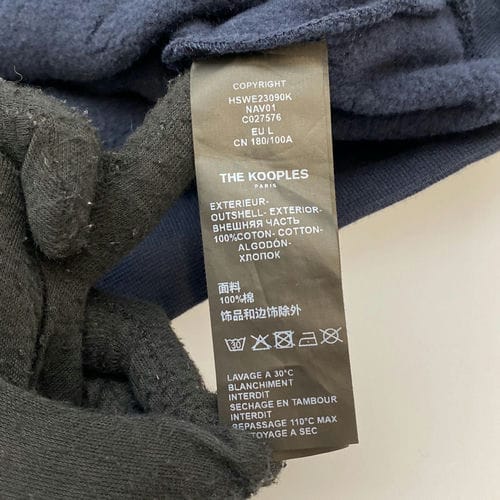 COPYRIGHT
HSWE23090K
NAV01
C027576
EU L
CN 180/100A
THE KOOPLES
PARIS
EXTERIEUR-
OUTSHELL- EXTERIOR-
ВНЕШНЯЯ ЧАСТЬ
100%COTON- COTTON-
ALGODÓN-
ХЛОПОК
面料
100%棉
饰品和边饰除外
30
LAVAGE A 30°C
BLANCHIMENT
INTERDIT
SECHAGE EN TAMBOUR
INTERDIT
REPASSAGE 110°C MAX
NETTOYAGE A SEC